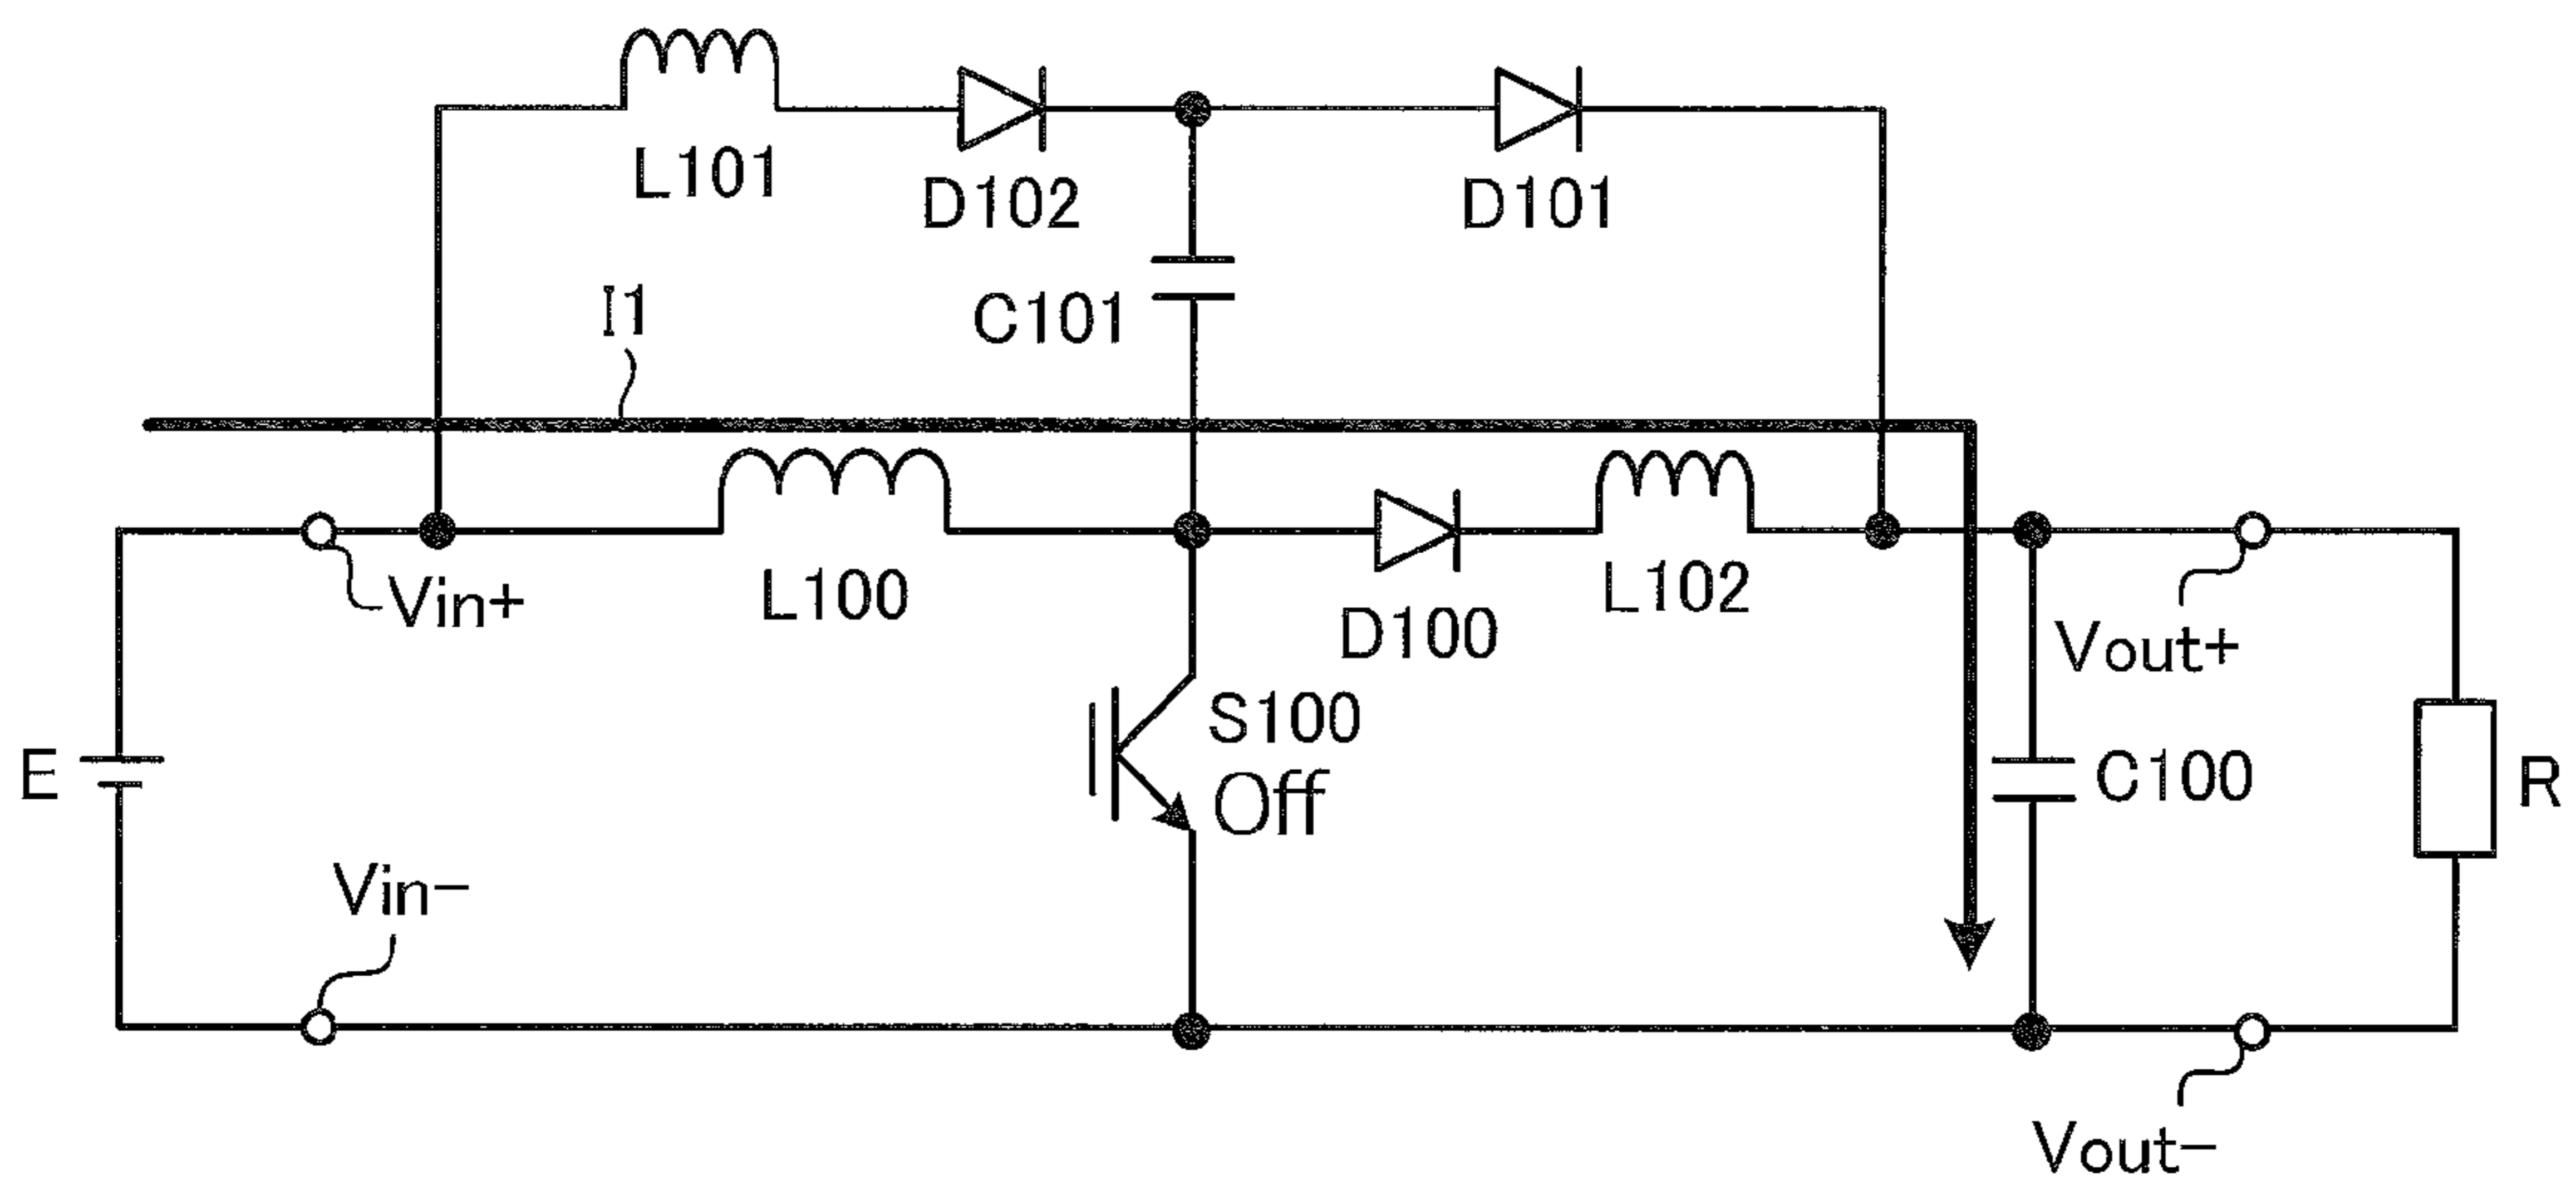 L101
D102
D101
C101
I1
Vin+
L100
D100
L102
Vout+
S100
Off
E
C100
R
Vin−
Vout−